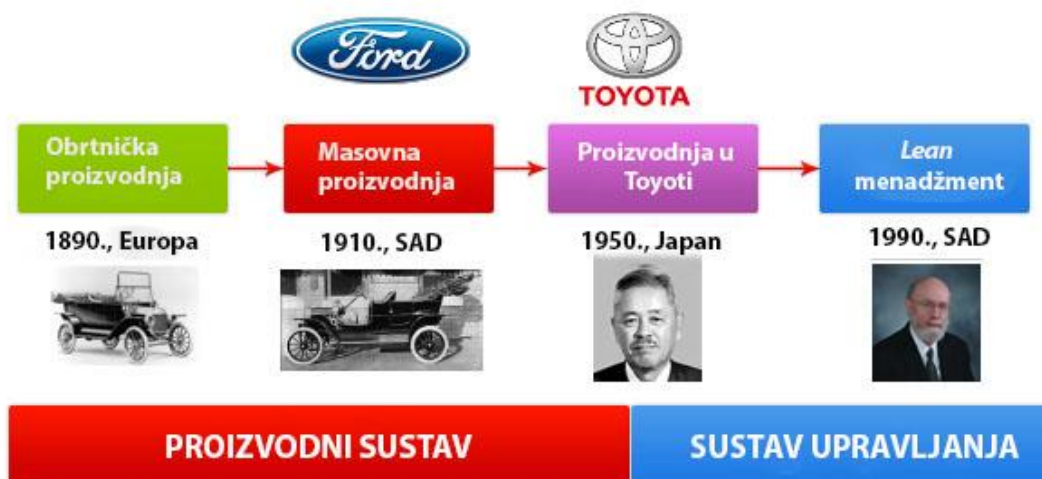 Ford
TOYOTA
Obrtnička
proizvodnja
Masovna
proizvodnja
Proizvodnja u
Toyoti
Lean
menadžment
1890., Europa
1910., SAD
1950., Japan
1990., SAD
PROIZVODNI SUSTAV
SUSTAV UPRAVLJANJA